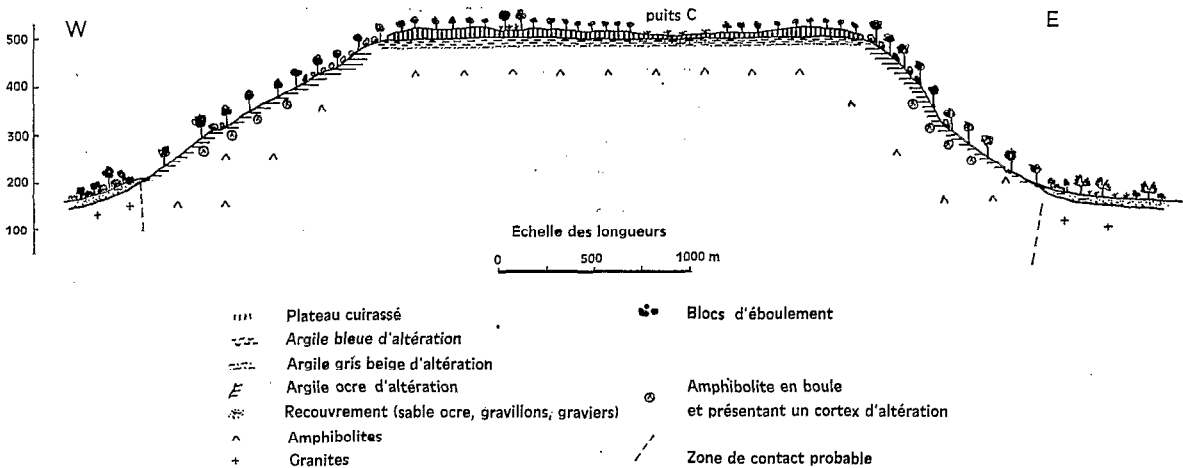 W
puits C
E
500
400
300
200
100
Échelle des longueurs
0 500 1000 m
Plateau cuirassé
Blocs d'éboulement
Argile bleue d'altération
Argile gris beige d'altération
Argile ocre d'altération
Amphibolite en boule
Recouvrement (sable ocre, gravillons, graviers)
et présentant un cortex d'altération
Amphibolites
Granites
Zone de contact probable